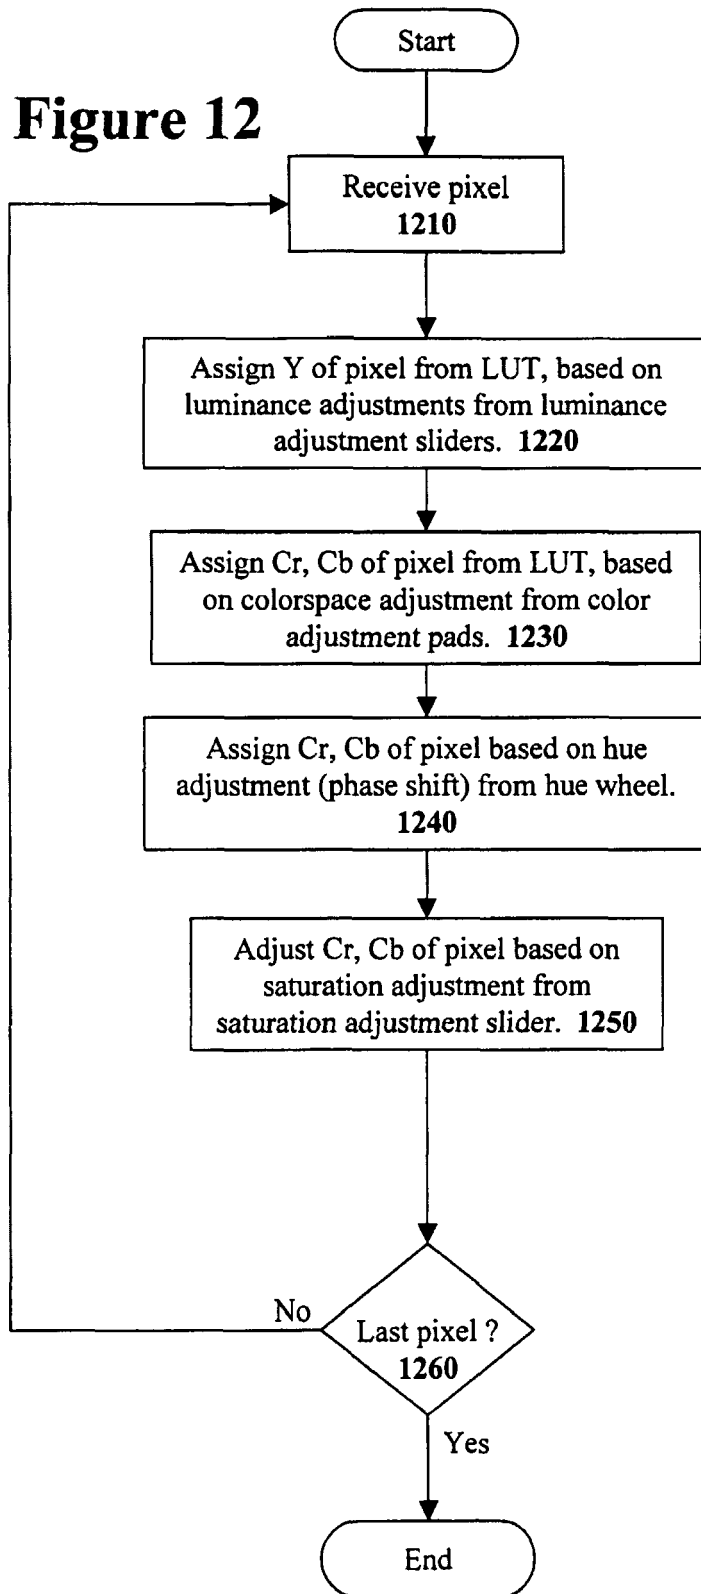 Start
Figure 12
Receive pixel
1210
Assign Y of pixel from LUT, based on
luminance adjustments from luminance
adjustment sliders. 1220
Assign Cr, Cb of pixel from LUT, based
on colorspace adjustment from color
adjustment pads. 1230
Assign Cr, Cb of pixel based on hue
adjustment (phase shift) from hue wheel.
1240
Adjust Cr, Cb of pixel based on
saturation adjustment from
saturation adjustment slider. 1250
No
Last pixel ?
1260
Yes
End